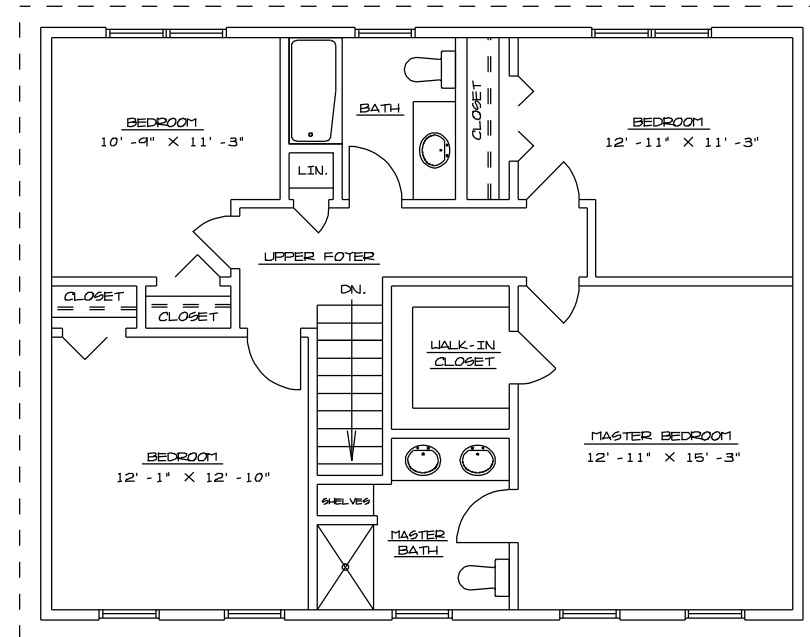 BEDROOM
10' -9" X 11' -3"
BATH
CLOSET
BEDROOM
12' -11" X 11' -3"
LIN.
UPPER FOYER
DN.
CLOSET
CLOSET
WALK-IN
CLOSET
BEDROOM
12' -1" X 12' -10"
MASTER BEDROOM
12' -11" X 15' -3"
SHELVES
MASTER
BATH